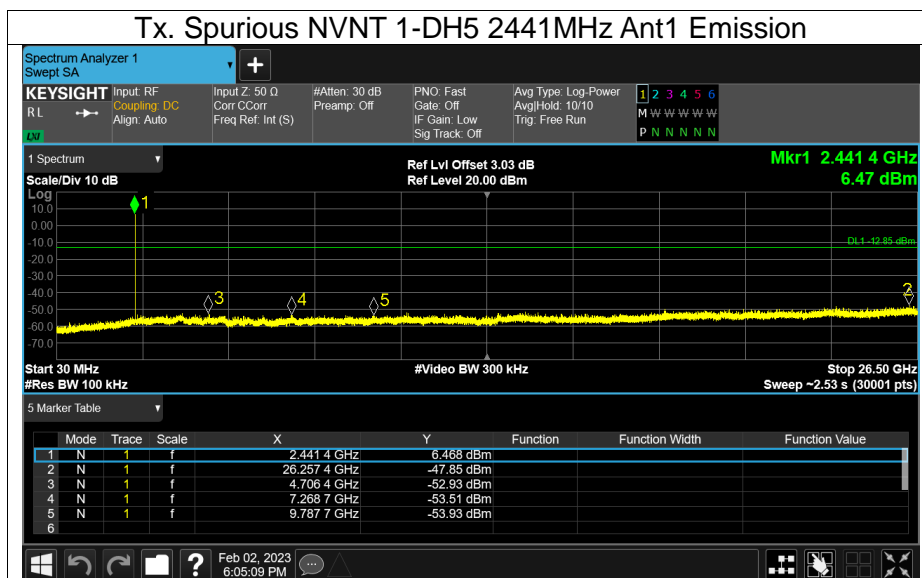 Tx. Spurious NVNT 1-DH5 2441MHz Ant1 Emission
Spectrum Analyzer 1
Swept SA
+
KEYSIGHT Input: RF Input Z: 50 Ω #Atten: 30 dB PNO: Fast Avg Type: Log-Power 1 2 3 4 5 6
R L Coupling: DC Corr CCorr Preamp: Off Gate: Off Avg|Hold: 10/10 M W W W W W
Align: Auto Freq Ref: Int (S) IF Gain: Low Trig: Free Run
LXI Sig Track: Off P N N N N N
1 Spectrum Ref Lvl Offset 3.03 dB Mkr1 2.441 4 GHz
Scale/Div 10 dB Ref Level 20.00 dBm 6.47 dBm
Log
10.0 1
0.00
-10.0 DL1 -12.85 dBm
-20.0
-30.0
-40.0 3 4 5 2
-50.0
-60.0
-70.0
Start 30 MHz #Video BW 300 kHz Stop 26.50 GHz
#Res BW 100 kHz Sweep ~2.53 s (30001 pts)
5 Marker Table
Mode Trace Scale X Y Function Function Width Function Value
1 N 1 f 2.441 4 GHz 6.468 dBm
2 N 1 f 26.257 4 GHz -47.85 dBm
3 N 1 f 4.706 4 GHz -52.93 dBm
4 N 1 f 7.268 7 GHz -53.51 dBm
5 N 1 f 9.787 7 GHz -53.93 dBm
6
? Feb 02, 2023
6:05:09 PM